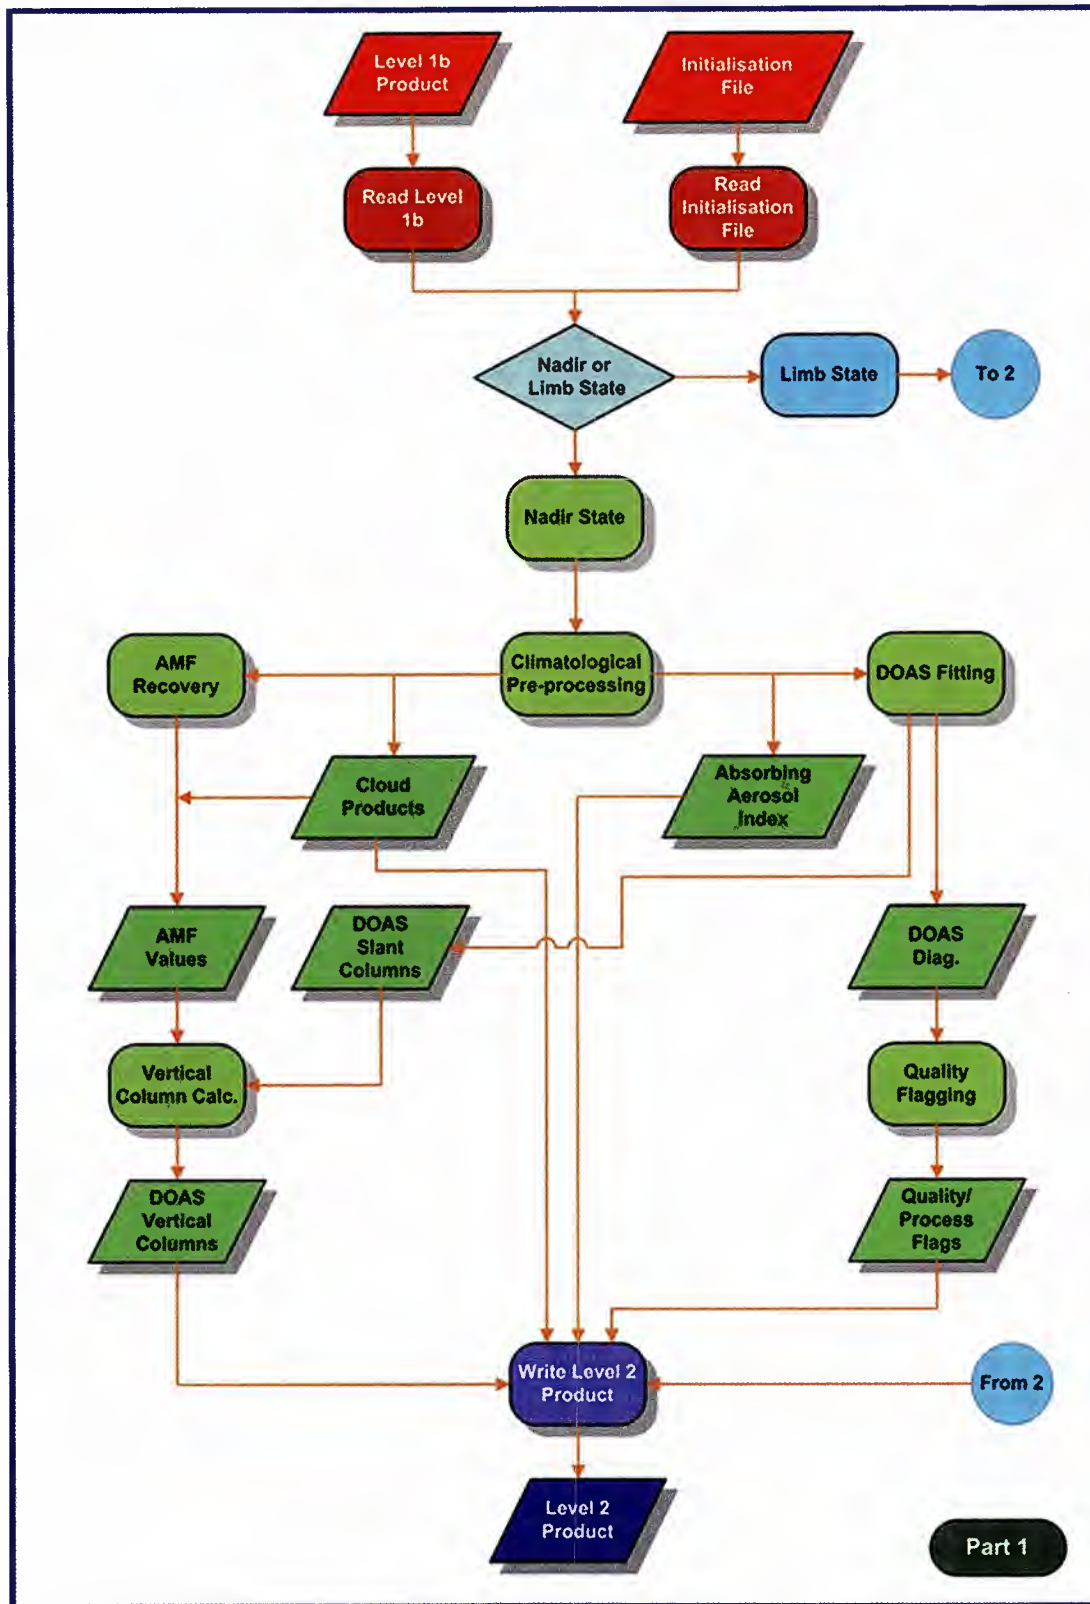 Level 1b
Product
Initialisation
File
Read Level
1b
Read
Initialisation
File
Nadir or
Limb State
Limb State
To 2
Nadir State
AMF
Recovery
Climatological
Pre-processing
DOAS Fitting
Cloud
Products
Absorbing
Aerosol
Index
AMF
Values
DOAS
Slant
Columns
DOAS
Diag.
Vertical
Column Calc.
Quality
Flagging
DOAS
Vertical
Columns
Quality/
Process
Flags
Write Level 2
Product
From 2
Level 2
Product
Part 1